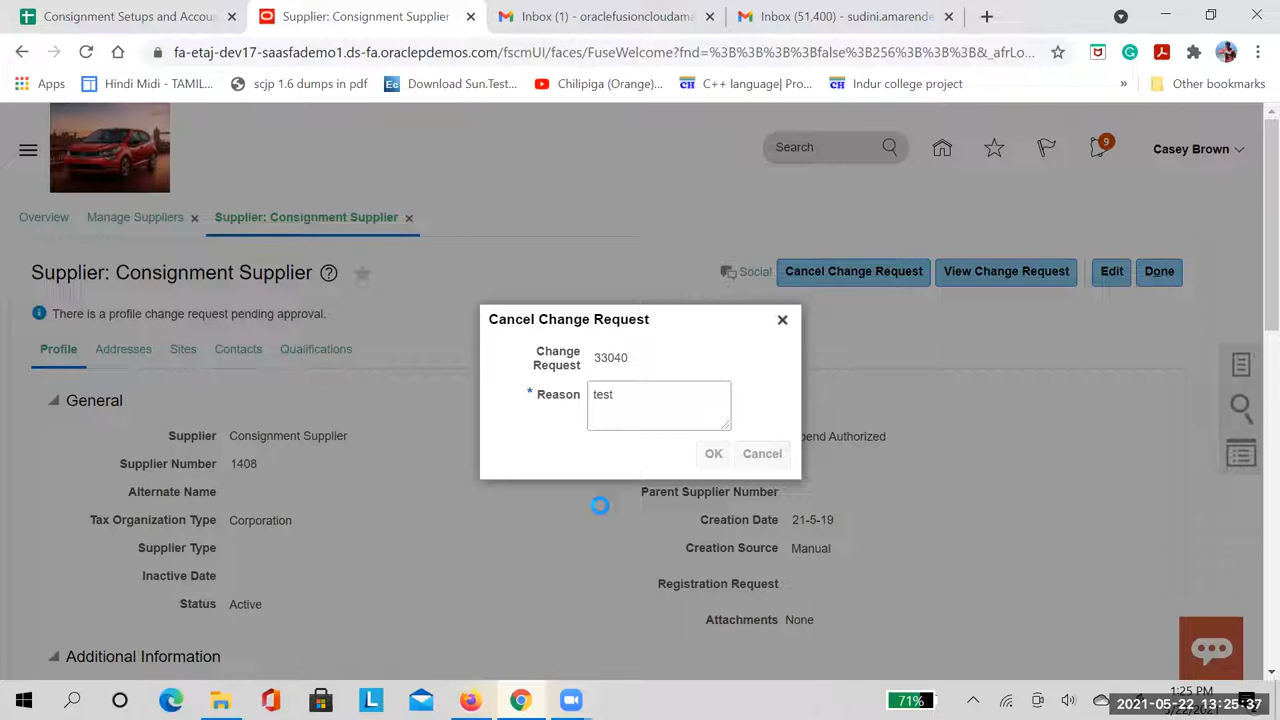 Consignment Setups and Accou
Supplier: Consignment Supplier
Inbox (1) - oraclefusioncloudama
Inbox (51,400) - sudini.amarende
fa-etaj-dev17-saasfademo1.ds-fa.oraclepdemos.com/fscmUI/faces/FuseWelcome?fnd=%3B%3B%3B%3Bfalse%3B256%3B%3B%3B&_afrLo...
Apps
Hindi Midi - TAMIL...
scjp 1.6 dumps in pdf
Ec
Download Sun.Test...
Chilipiga (Orange)...
CH
C++ language| Pro...
CH
Indur college project
»
Other bookmarks
Search
9
Casey Brown
Overview
Manage Suppliers
Supplier: Consignment Supplier
Supplier: Consignment Supplier
Social
Cancel Change Request
View Change Request
Edit
Done
There is a profile change request pending approval.
Profile
Addresses
Sites
Contacts
Qualifications
Cancel Change Request
Change Request
33040
* Reason
test
OK
Cancel
General
Supplier
Consignment Supplier
Supplier Number
1408
Alternate Name
Tax Organization Type
Corporation
Supplier Type
Inactive Date
Status
Active
Authorized
Parent Supplier Number
Creation Date
21-5-19
Creation Source
Manual
Registration Request
Attachments
None
Additional Information
71%
1:25 PM
2021-05-22 13:25:37